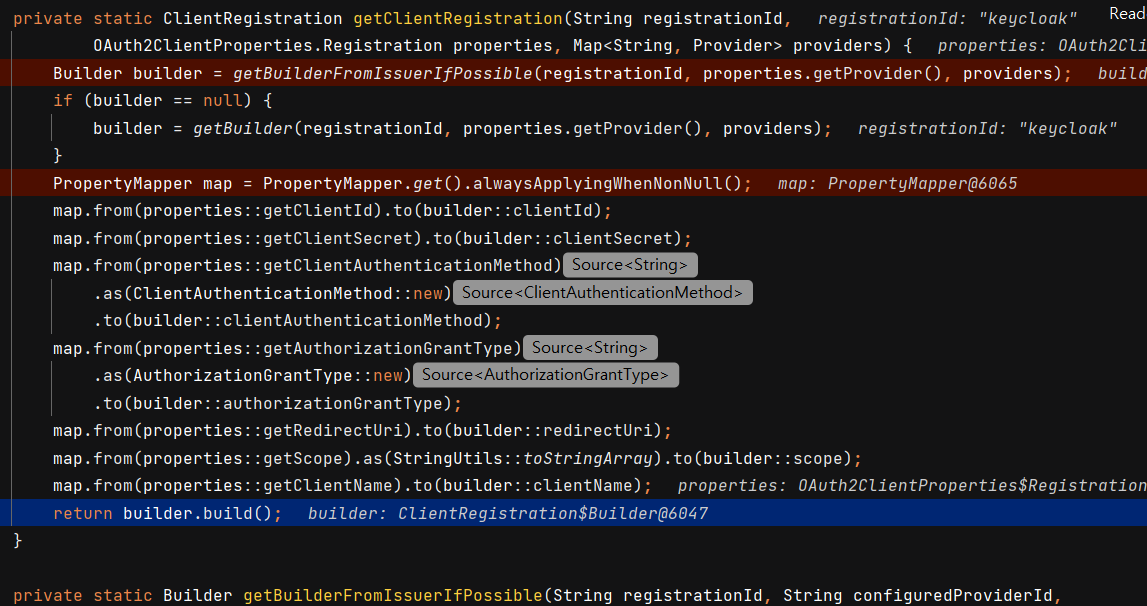 private static ClientRegistration getClientRegistration(String registrationId,   registrationId: "keycloak"   Read
        OAuth2ClientProperties.Registration properties, Map<String, Provider> providers) {   properties: OAuth2Cli
    Builder builder = getBuilderFromIssuerIfPossible(registrationId, properties.getProvider(), providers);   build
    if (builder == null) {
        builder = getBuilder(registrationId, properties.getProvider(), providers);   registrationId: "keycloak"
    }
    PropertyMapper map = PropertyMapper.get().alwaysApplyingWhenNonNull();   map: PropertyMapper@6065
    map.from(properties::getClientId).to(builder::clientId);
    map.from(properties::getClientSecret).to(builder::clientSecret);
    map.from(properties::getClientAuthenticationMethod) Source<String>
        .as(ClientAuthenticationMethod::new) Source<ClientAuthenticationMethod>
        .to(builder::clientAuthenticationMethod);
    map.from(properties::getAuthorizationGrantType) Source<String>
        .as(AuthorizationGrantType::new) Source<AuthorizationGrantType>
        .to(builder::authorizationGrantType);
    map.from(properties::getRedirectUri).to(builder::redirectUri);
    map.from(properties::getScope).as(StringUtils::toStringArray).to(builder::scope);
    map.from(properties::getClientName).to(builder::clientName);   properties: OAuth2ClientProperties$Registration
    return builder.build();   builder: ClientRegistration$Builder@6047
}
private static Builder getBuilderFromIssuerIfPossible(String registrationId, String configuredProviderId,